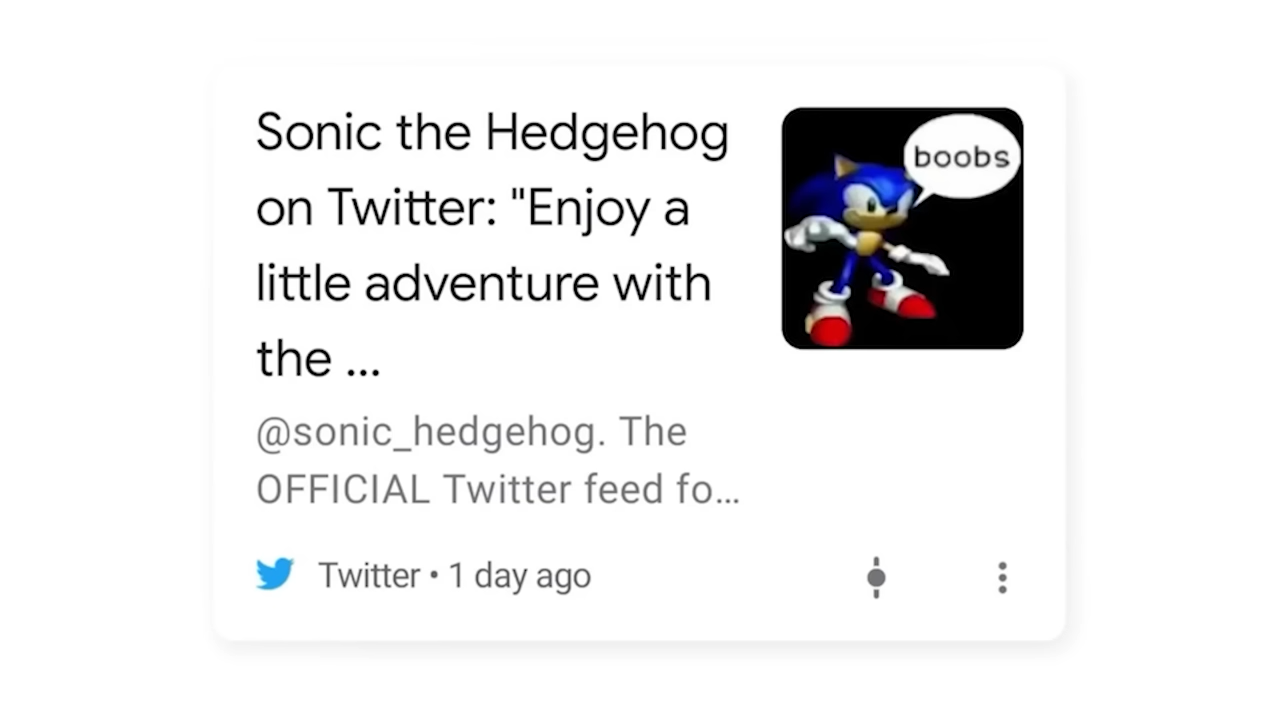 Sonic the Hedgehog
on Twitter: "Enjoy a
little adventure with
the ...
boobs
@sonic_hedgehog. The
OFFICIAL Twitter feed fo...
Twitter • 1 day ago